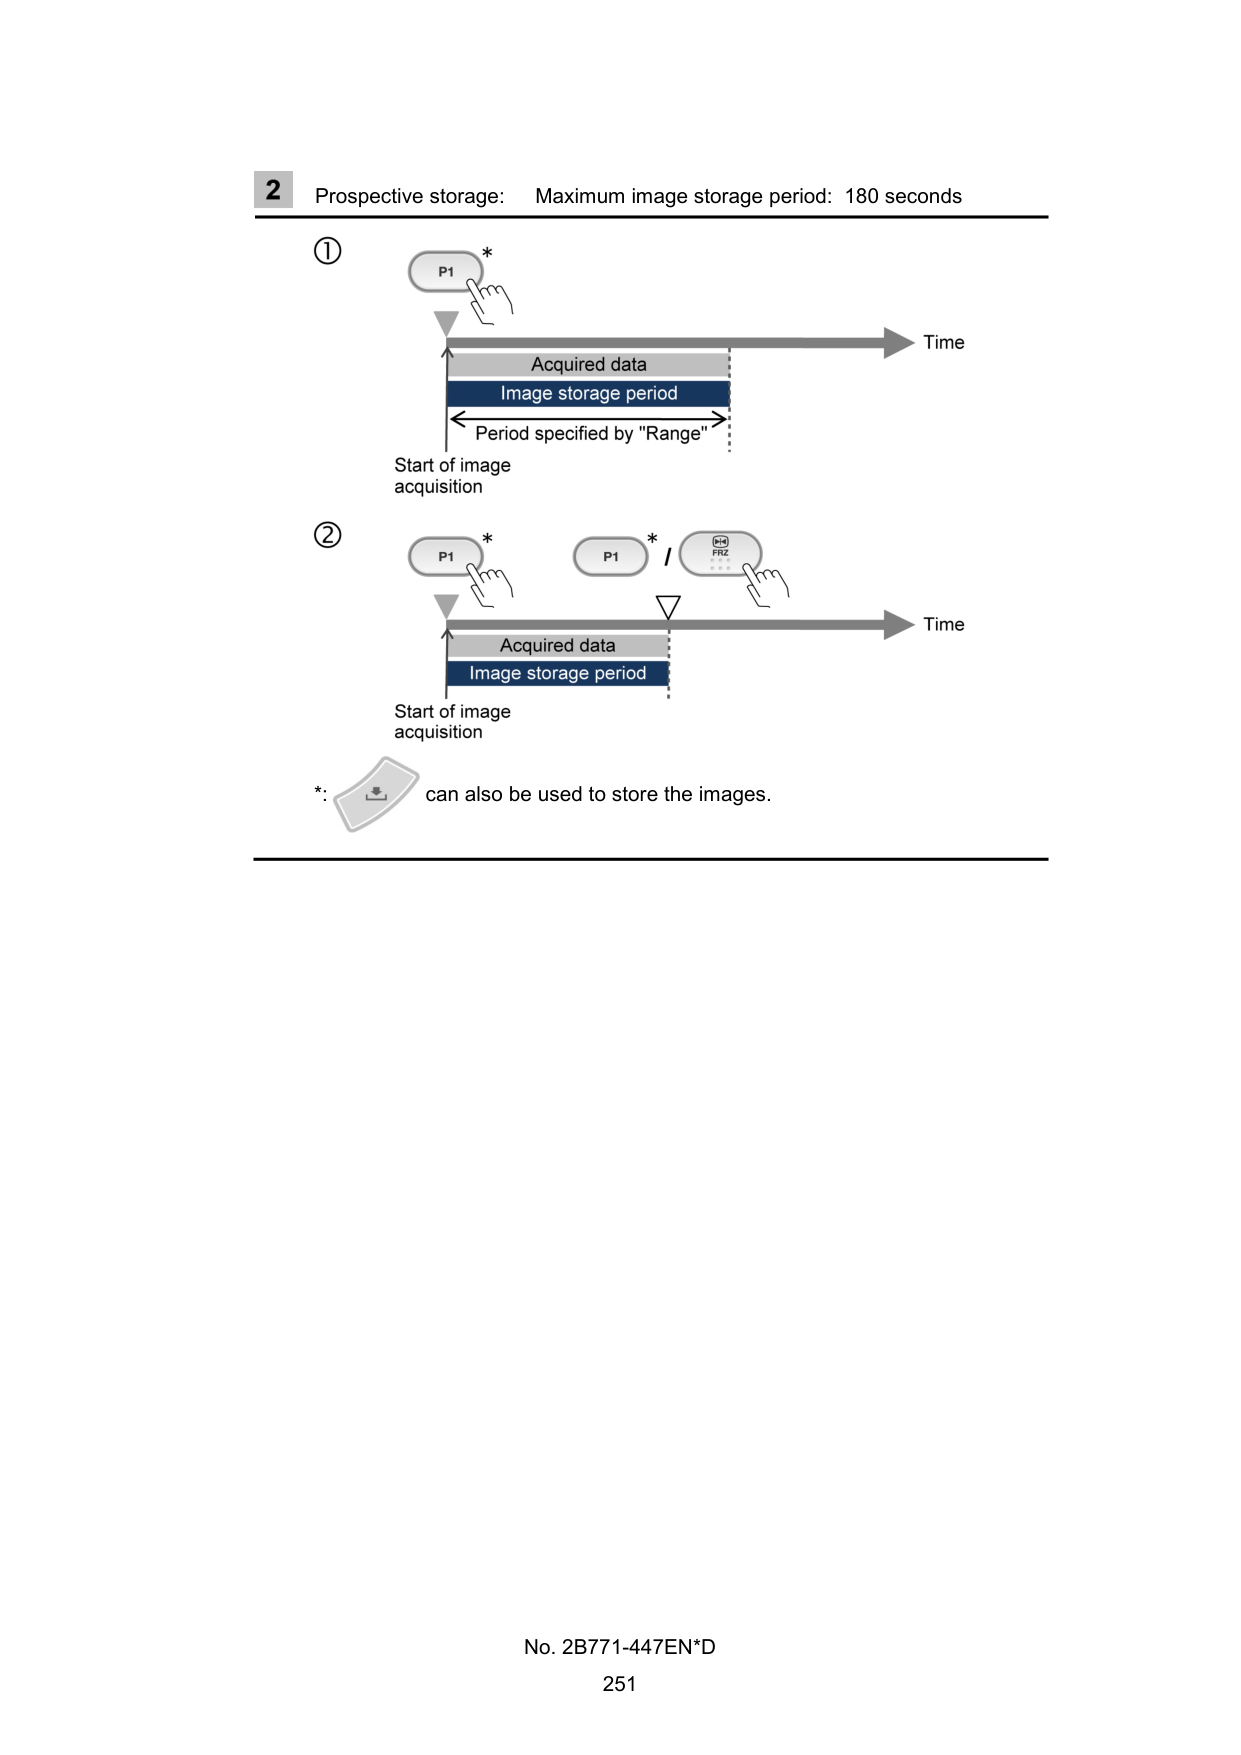 2 Prospective storage: Maximum image storage period: 180 seconds
①
P1 *
Time
Acquired data
Image storage period
Period specified by "Range"
Start of image
acquisition
②
P1 * P1 * / FRZ
Time
Acquired data
Image storage period
Start of image
acquisition
*: can also be used to store the images.
No. 2B771-447EN*D
251